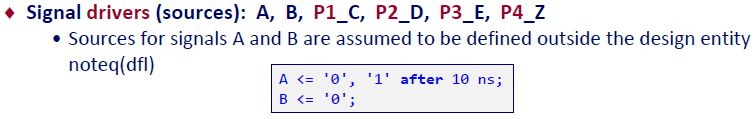 ♦ Signal drivers (sources): A, B, P1_C, P2_D, P3_E, P4_Z
• Sources for signals A and B are assumed to be defined outside the design entity
noteq(dfl)
A <= '0', '1' after 10 ns;
B <= '0';